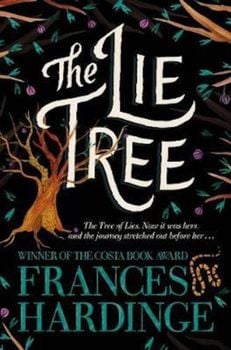 The LIE
TREE
The Tree of Lies. Now it was hers,
and the journey stretched out before her ...
WINNER OF THE COSTA BOOK AWARD
FRANCES
HARDINGE